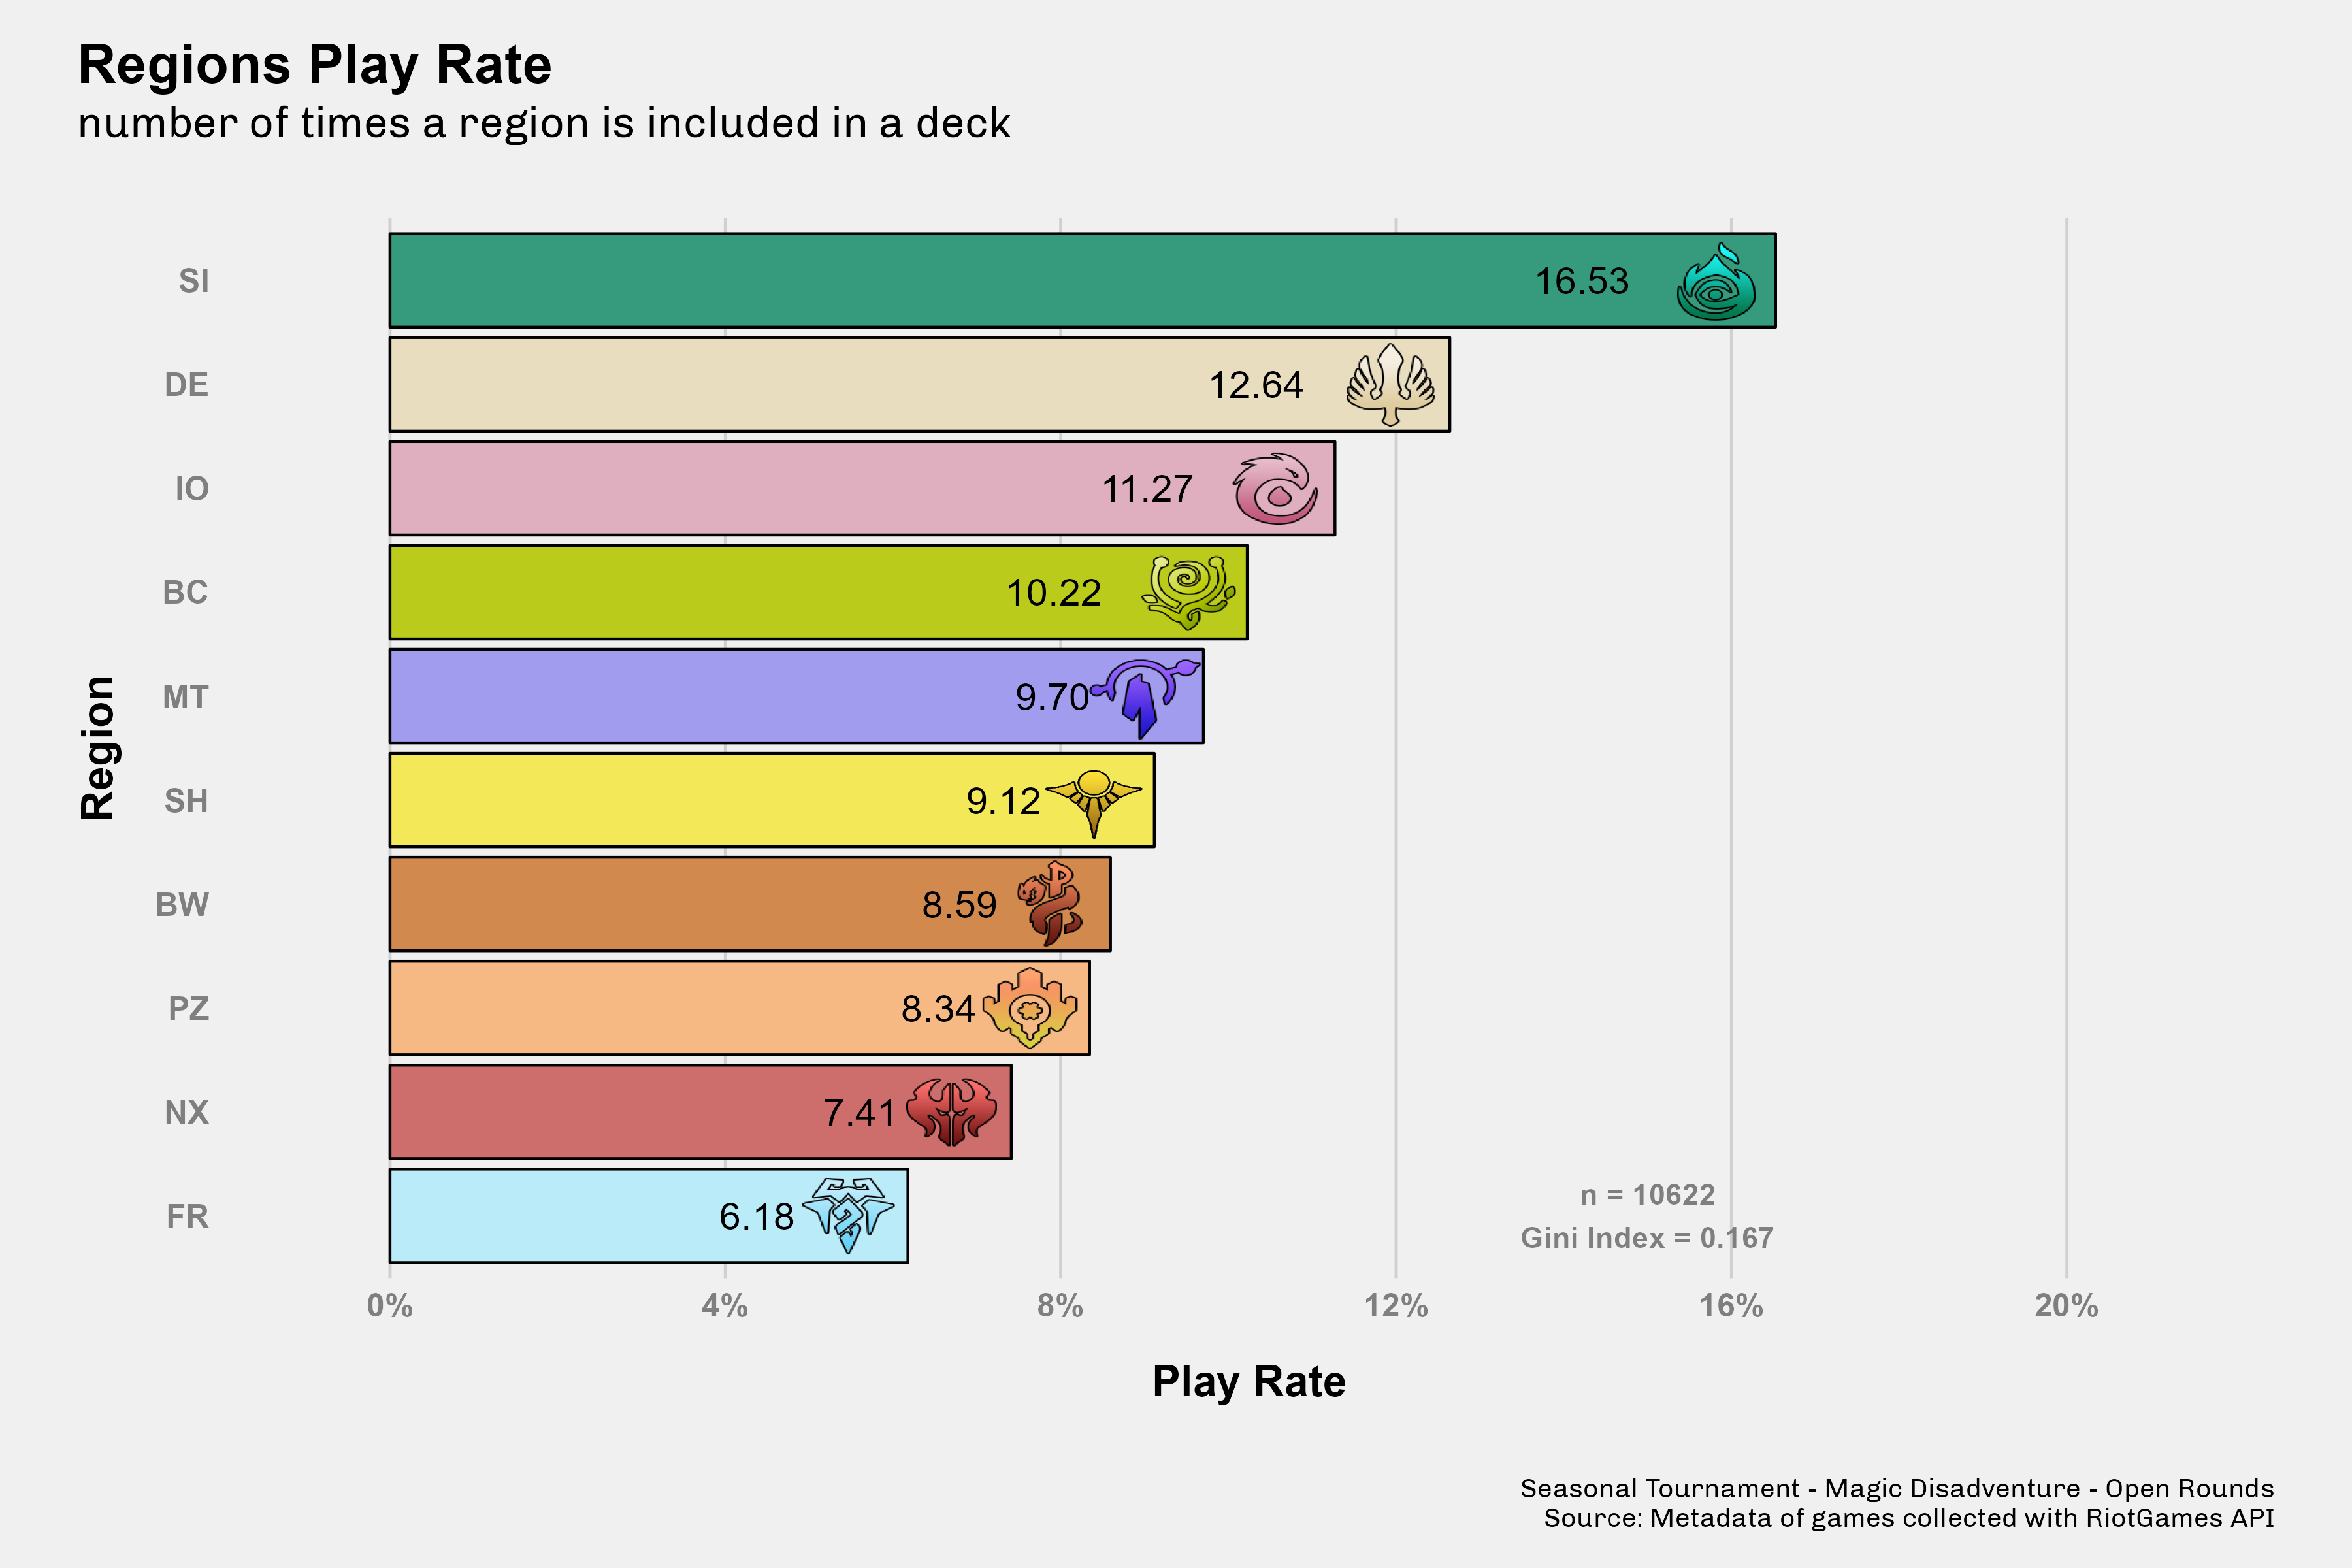 Regions Play Rate
number of times a region is included in a deck
Region
SI 16.53
DE 12.64
IO 11.27
BC 10.22
MT 9.70
SH 9.12
BW 8.59
PZ 8.34
NX 7.41
FR 6.18
n = 10622
Gini Index = 0.167
0% 4% 8% 12% 16% 20%
Play Rate
Seasonal Tournament - Magic Disadventure - Open Rounds
Source: Metadata of games collected with RiotGames API